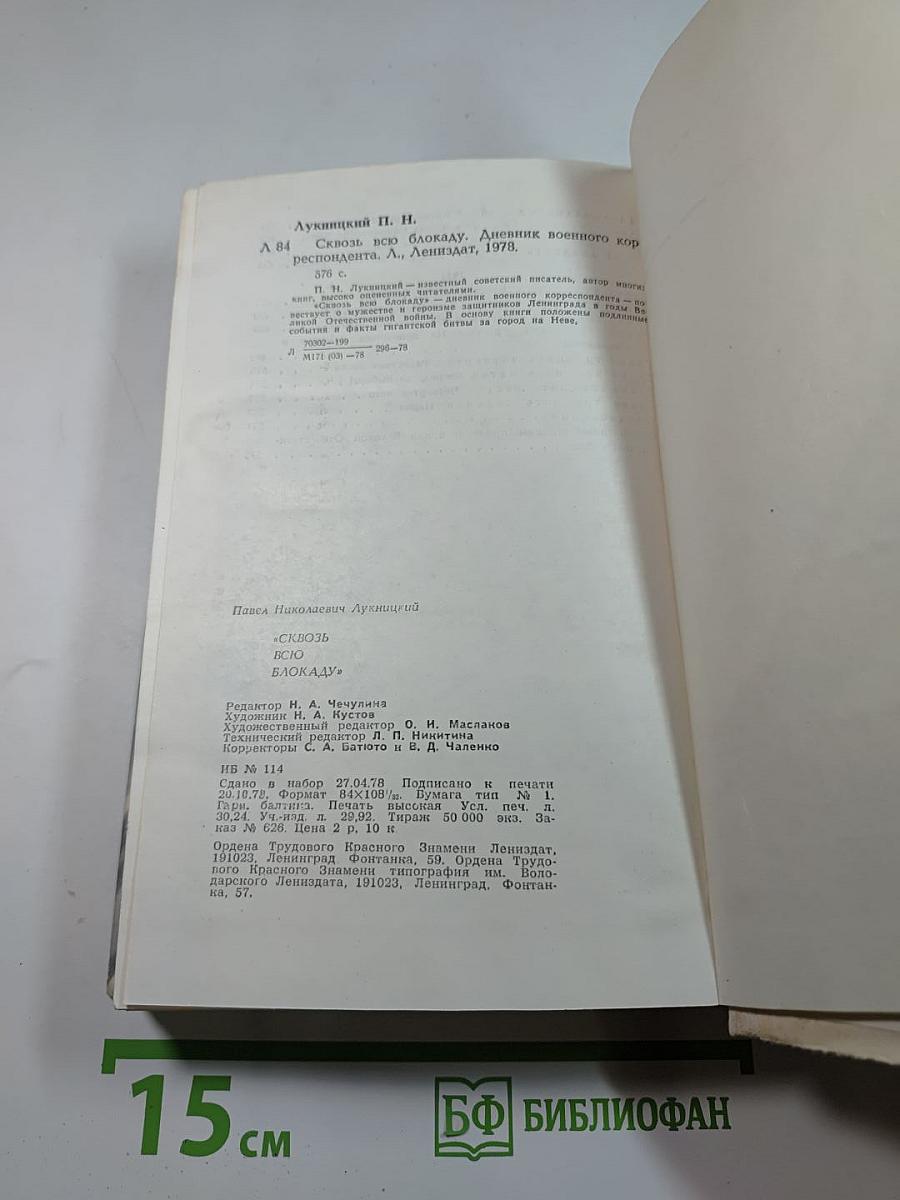 Лукницкий П. Н.
Л 84 Сквозь всю блокаду. Дневник военного кор
респондента. Л., Лениздат, 1978.
576 с.
П. Н. Лукницкий — известный советский писатель, автор многих
книг, высоко оцененных читателями.
«Сквозь всю блокаду» — дневник военного корреспондента — по
вествует о мужестве и героизме защитников Ленинграда в годы Ве
ликой Отечественной войны. В основу книги положены подлинные
события и факты гигантской битвы за город на Неве.
Л 70302—199
М171 (03) —78 296—78
Павел Николаевич Лукницкий
«СКВОЗЬ
ВСЮ
БЛОКАДУ»
Редактор Н. А. Чечулина
Художник Н. А. Кустов
Художественный редактор О. И. Маслаков
Технический редактор Л. П. Никитина
Корректоры С. А. Батюто и В. Д. Чаленко
ИБ № 114
Сдано в набор 27.04.78 Подписано к печати
20.10.78. Формат 84×108¹/₃₂. Бумага тип № 1.
Гарн. балтика. Печать высокая Усл. печ. л.
30,24. Уч.-изд. л. 29,92. Тираж 50 000 экз. За-
каз № 626. Цена 2 р, 10 к
Ордена Трудового Красного Знамени Лениздат,
191023, Ленинград Фонтанка, 59. Ордена Трудо-
вого Красного Знамени типография им. Воло-
дарского Лениздата, 191023, Ленинград, Фонтан-
ка, 57.
15 см
БФ БИБЛИОФАН